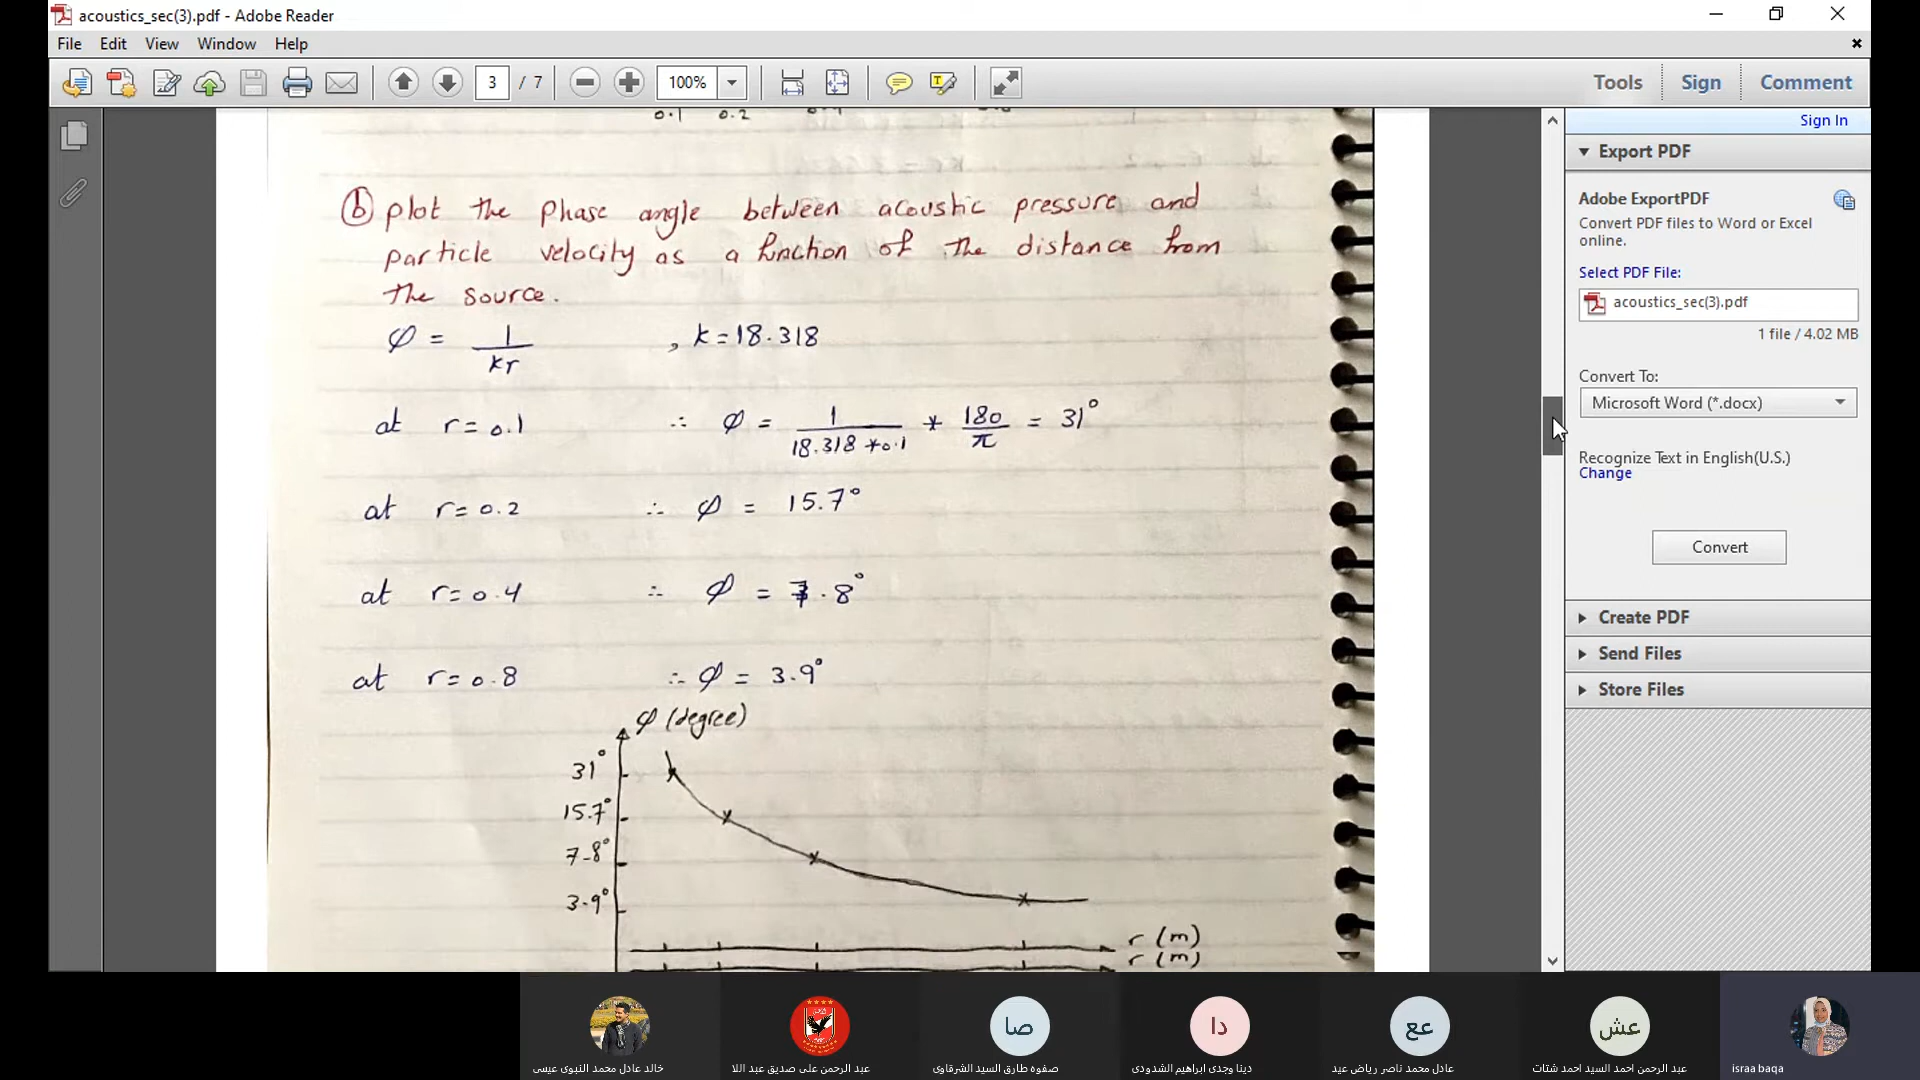 acoustics_sec(3).pdf - Adobe Reader
File Edit View Window Help
3 / 7 100% Tools Sign Comment
0.1 0.2
Sign In
Export PDF
Adobe ExportPDF
Convert PDF files to Word or Excel
online.
Select PDF File:
acoustics_sec(3).pdf
1 file / 4.02 MB
Convert To:
Microsoft Word (*.docx)
Recognize Text in English(U.S.)
Change
Convert
Create PDF
Send Files
Store Files
ⓑ plot the phase angle between acoustic pressure and
particle velocity as a function of the distance from
the source.
φ = 1/kr , k = 18.318
at r = 0.1 ∴ φ = 1/(18.318 * 0.1) * 180/π = 31°
at r = 0.2 ∴ φ = 15.7°
at r = 0.4 ∴ φ = 7.8°
at r = 0.8 ∴ φ = 3.9°
φ (degree)
31°
15.7°
7.8°
3.9°
r (m)
r (m)
خالد عادل محمد النبوى عيسى
عبد الرحمن على صديق عبد اللا
صا
صفوه طارق السيد الشرقاوى
دا
دينا وجدى ابراهيم الشدودى
عع
عادل محمد ناصر رياض عيد
عش
عبد الرحمن احمد السيد احمد شتات
israa baqa